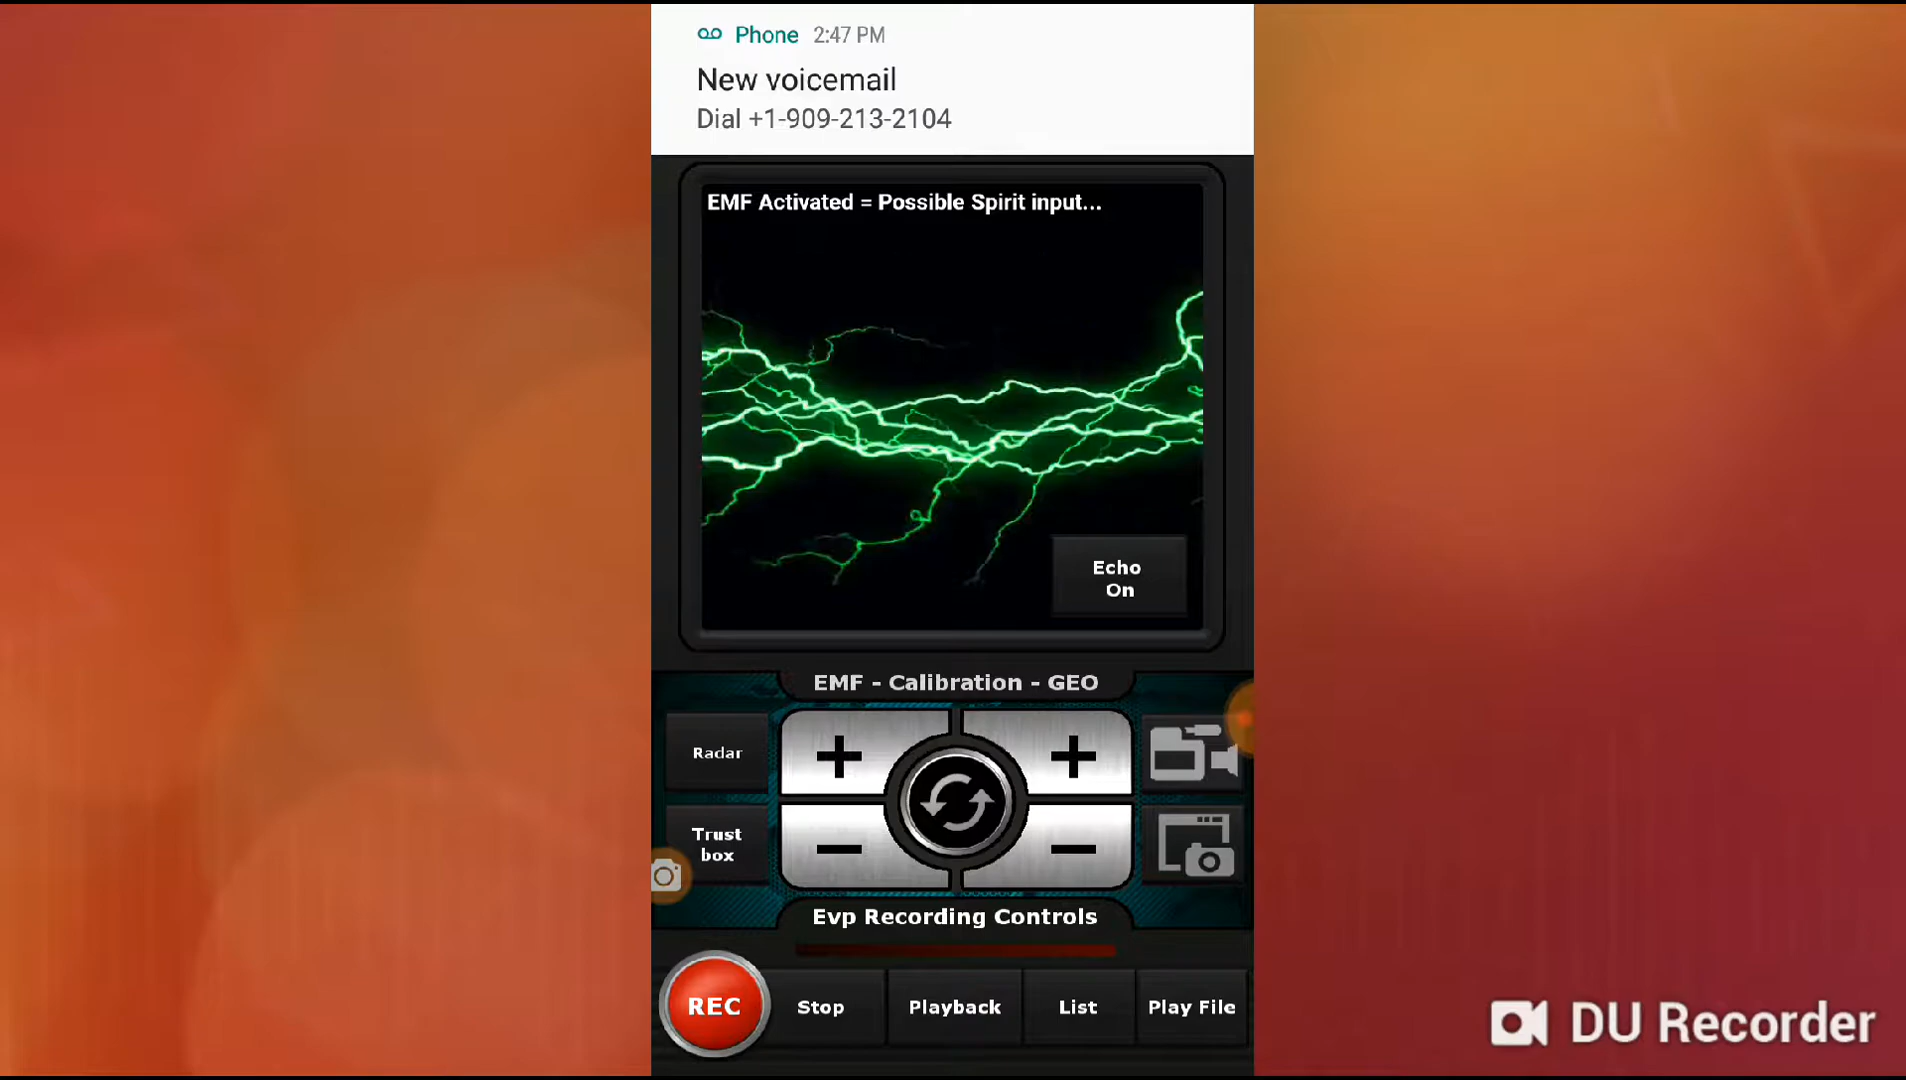 Phone 2:47 PM
New voicemail
Dial +1-909-213-2104
EMF Activated = Possible Spirit input...
Echo
On
EMF - Calibration - GEO
Radar
Trust
box
Evp Recording Controls
REC
Stop
Playback
List
Play File
DU Recorder